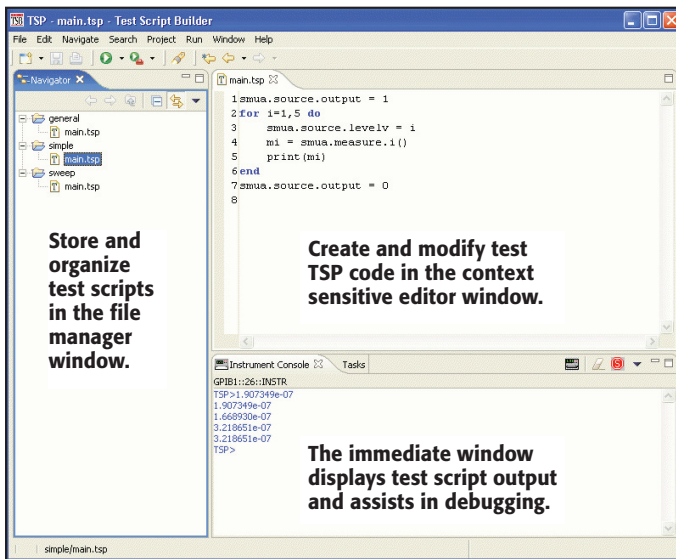 TSP - main.tsp - Test Script Builder
File Edit Navigate Search Project Run Window Help
Navigator
general
main.tsp
simple
main.tsp
sweep
main.tsp
Store and
organize
test scripts
in the file
manager
window.
main.tsp
1 smua.source.output = 1
2 for i=1,5 do
3 smua.source.levelv = i
4 mi = smua.measure.i()
5 print(mi)
6 end
7 smua.source.output = 0
8
Create and modify test
TSP code in the context
sensitive editor window.
Instrument Console Tasks
GPIB1::26::INSTR
TSP>1.907349e-07
1.907349e-07
1.668930e-07
3.218651e-07
3.218651e-07
TSP>
The immediate window
displays test script output
and assists in debugging.
simple/main.tsp